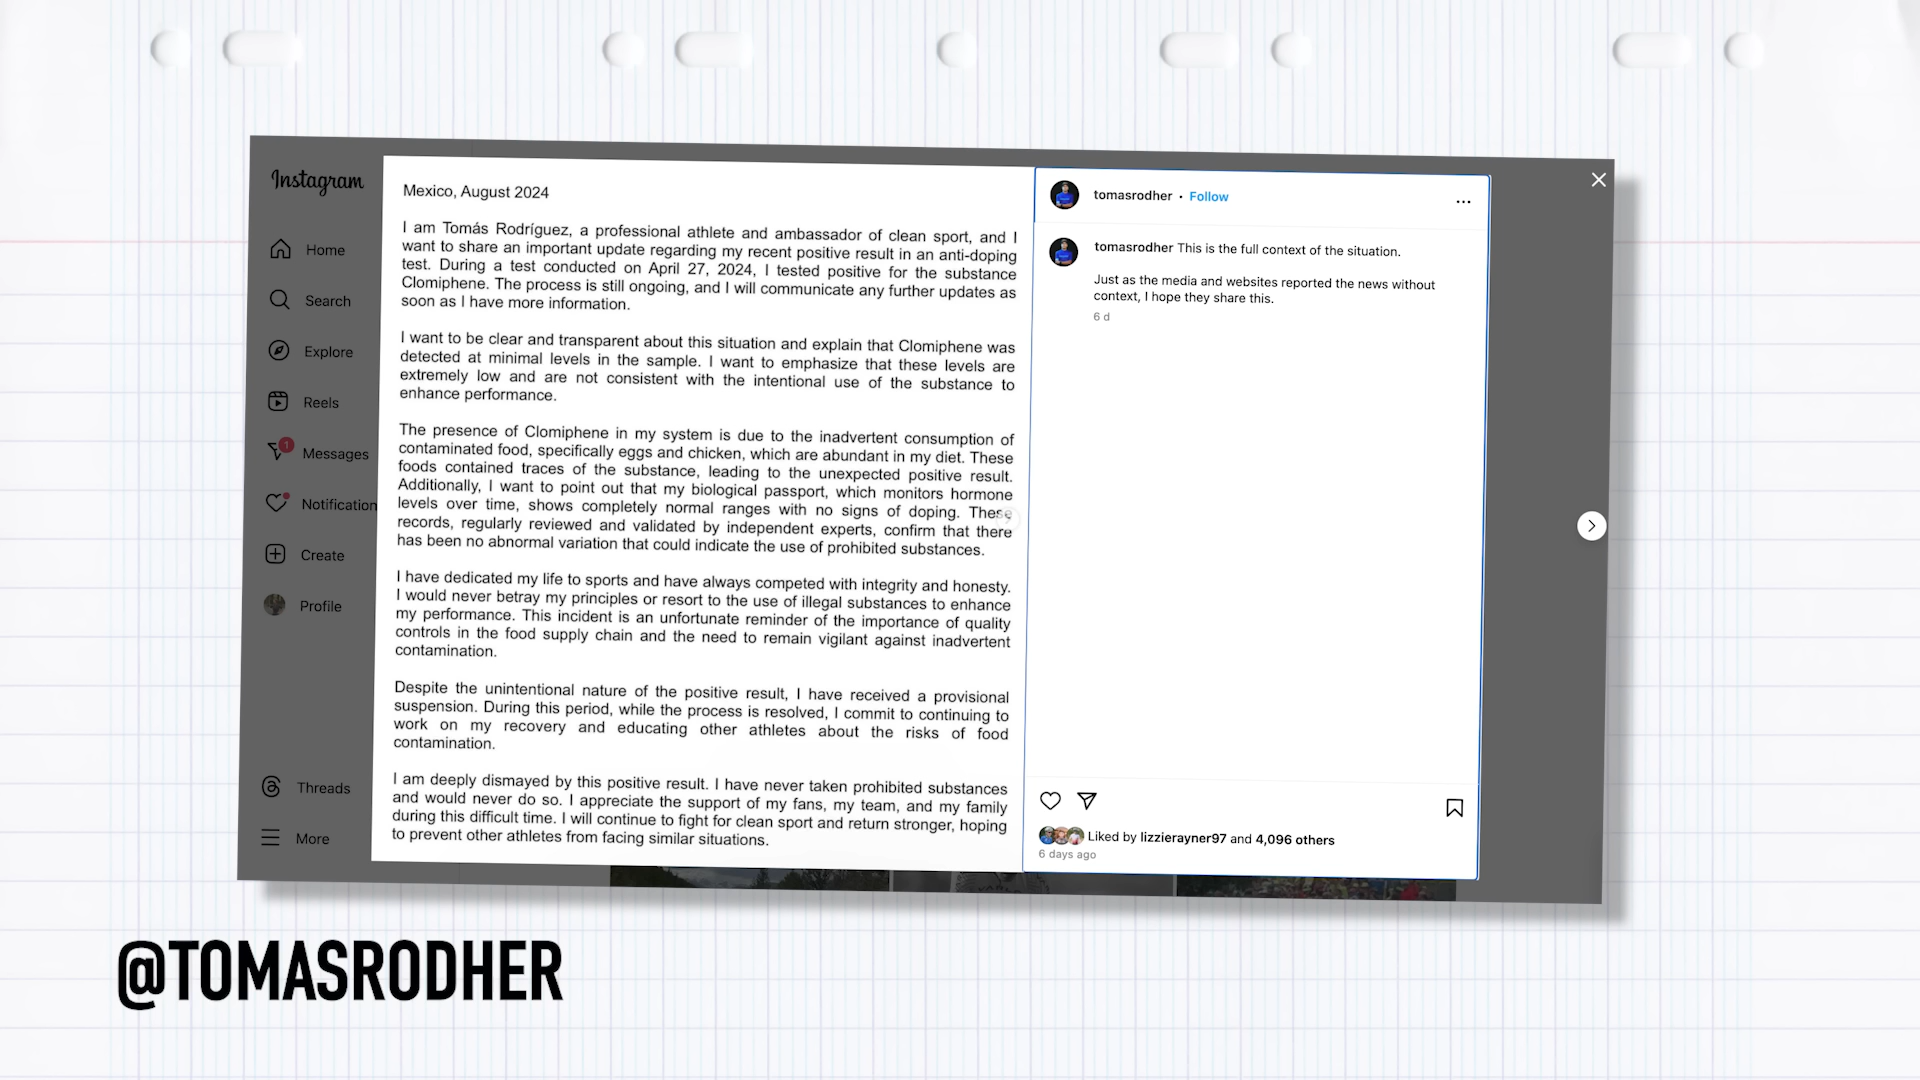 Instagram
Home
Search
Explore
Reels
1
Messages
Notification
Create
Profile
Threads
More
Mexico, August 2024
I am Tomás Rodríguez, a professional athlete and ambassador of clean sport, and I
want to share an important update regarding my recent positive result in an anti-doping
test. During a test conducted on April 27, 2024, I tested positive for the substance
Clomiphene. The process is still ongoing, and I will communicate any further updates as
soon as I have more information.
I want to be clear and transparent about this situation and explain that Clomiphene was
detected at minimal levels in the sample. I want to emphasize that these levels are
extremely low and are not consistent with the intentional use of the substance to
enhance performance.
The presence of Clomiphene in my system is due to the inadvertent consumption of
contaminated food, specifically eggs and chicken, which are abundant in my diet. These
foods contained traces of the substance, leading to the unexpected positive result.
Additionally, I want to point out that my biological passport, which monitors hormone
levels over time, shows completely normal ranges with no signs of doping. These
records, regularly reviewed and validated by independent experts, confirm that there
has been no abnormal variation that could indicate the use of prohibited substances.
I have dedicated my life to sports and have always competed with integrity and honesty.
I would never betray my principles or resort to the use of illegal substances to enhance
my performance. This incident is an unfortunate reminder of the importance of quality
controls in the food supply chain and the need to remain vigilant against inadvertent
contamination.
Despite the unintentional nature of the positive result, I have received a provisional
suspension. During this period, while the process is resolved, I commit to continuing to
work on my recovery and educating other athletes about the risks of food
contamination.
I am deeply dismayed by this positive result. I have never taken prohibited substances
and would never do so. I appreciate the support of my fans, my team, and my family
during this difficult time. I will continue to fight for clean sport and return stronger, hoping
to prevent other athletes from facing similar situations.
tomasrodher • Follow
tomasrodher This is the full context of the situation.
Just as the media and websites reported the news without
context, I hope they share this.
6 d
Liked by lizzierayner97 and 4,096 others
6 days ago
@TOMASRODHER